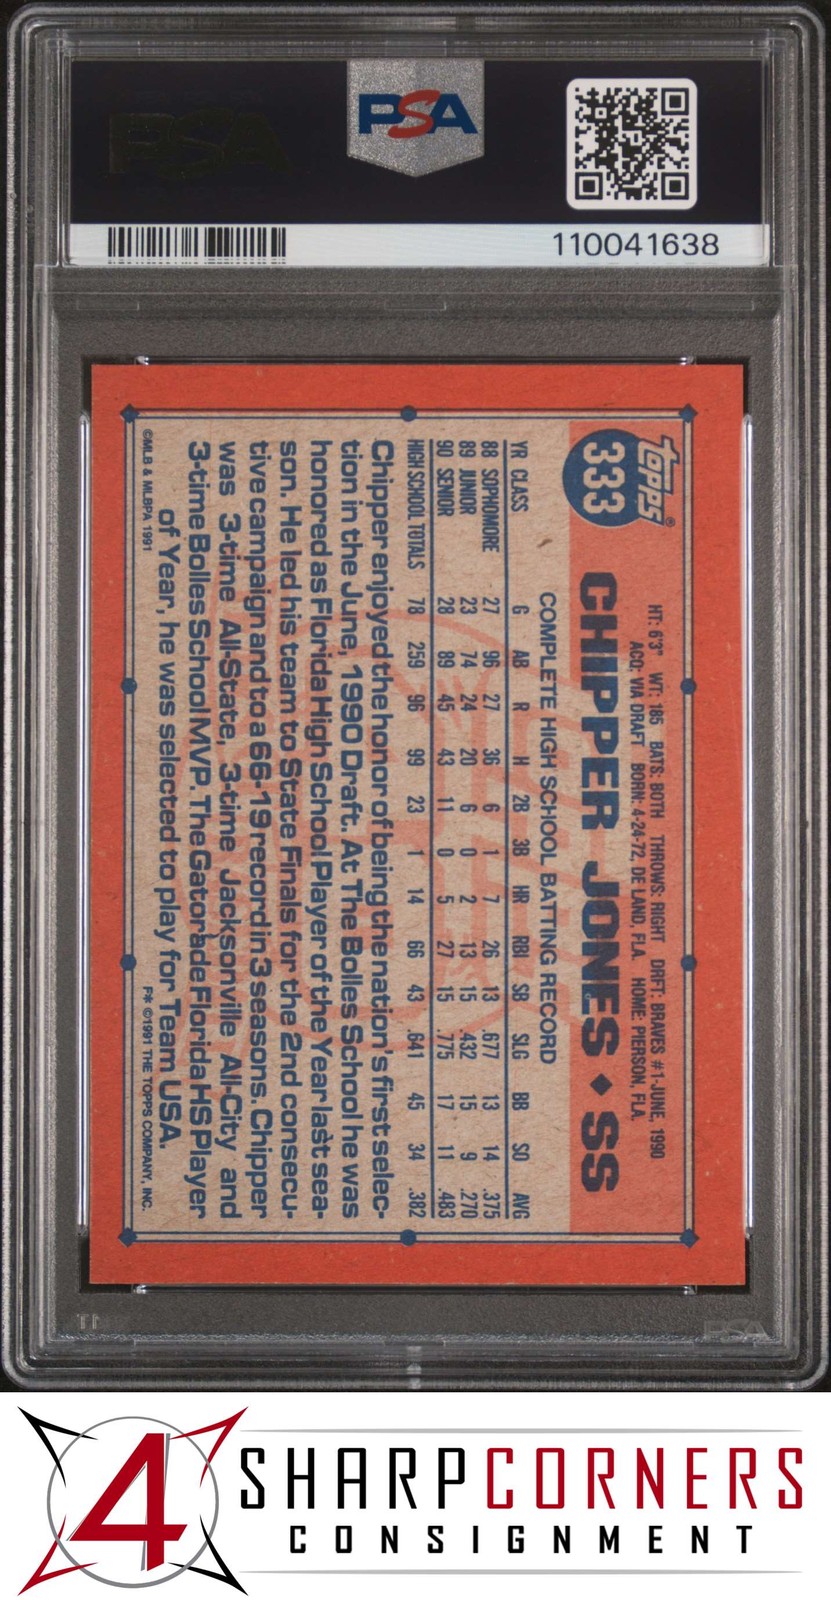 PSA
PSA
110041638
topps®
333
HT: 6'3" WT: 185 BATS: BOTH THROWS: RIGHT DRFT: BRAVES #1-JUNE, 1990
ACQ: VIA DRAFT BORN: 4-24-72, DE LAND, FLA. HOME: PIERSON, FLA.
CHIPPER JONES ♦ SS
COMPLETE HIGH SCHOOL BATTING RECORD
YR CLASS G AB R H 2B 3B HR RBI SB SLG BB SO AVG
88 SOPHOMORE 27 96 27 36 6 1 7 26 13 .677 13 14 .375
89 JUNIOR 23 74 24 20 6 0 2 13 15 .432 15 9 .270
90 SENIOR 28 89 45 43 11 0 5 27 15 .775 17 11 .483
HIGH SCHOOL TOTALS 78 259 96 99 23 1 14 66 43 .641 45 34 .382
Chipper enjoyed the honor of being the nation's first selec-
tion in the June, 1990 Draft. At The Bolles School he was
honored as Florida High School Player of the Year last sea-
son. He led his team to State Finals for the 2nd consecu-
tive campaign and to a 66-19 record in 3 seasons. Chipper
was 3-time All-State, 3-time Jacksonville All-City and
3-time Bolles School MVP. The Gatorade Florida HS Player
of Year, he was selected to play for Team USA.
©MLB & MLBPA 1991
F* ©1991 THE TOPPS COMPANY, INC.
PSA
4 SHARPCORNERS
CONSIGNMENT